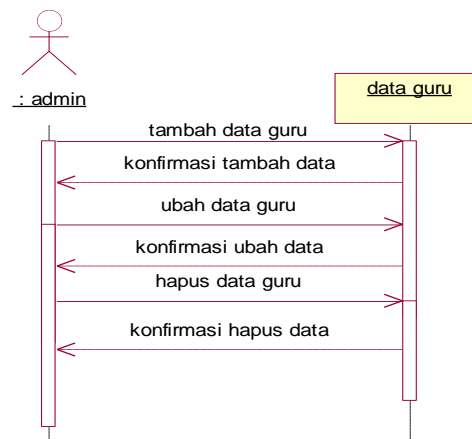 : admin
data guru
tambah data guru
konfirmasi tambah data
ubah data guru
konfirmasi ubah data
hapus data guru
konfirmasi hapus data